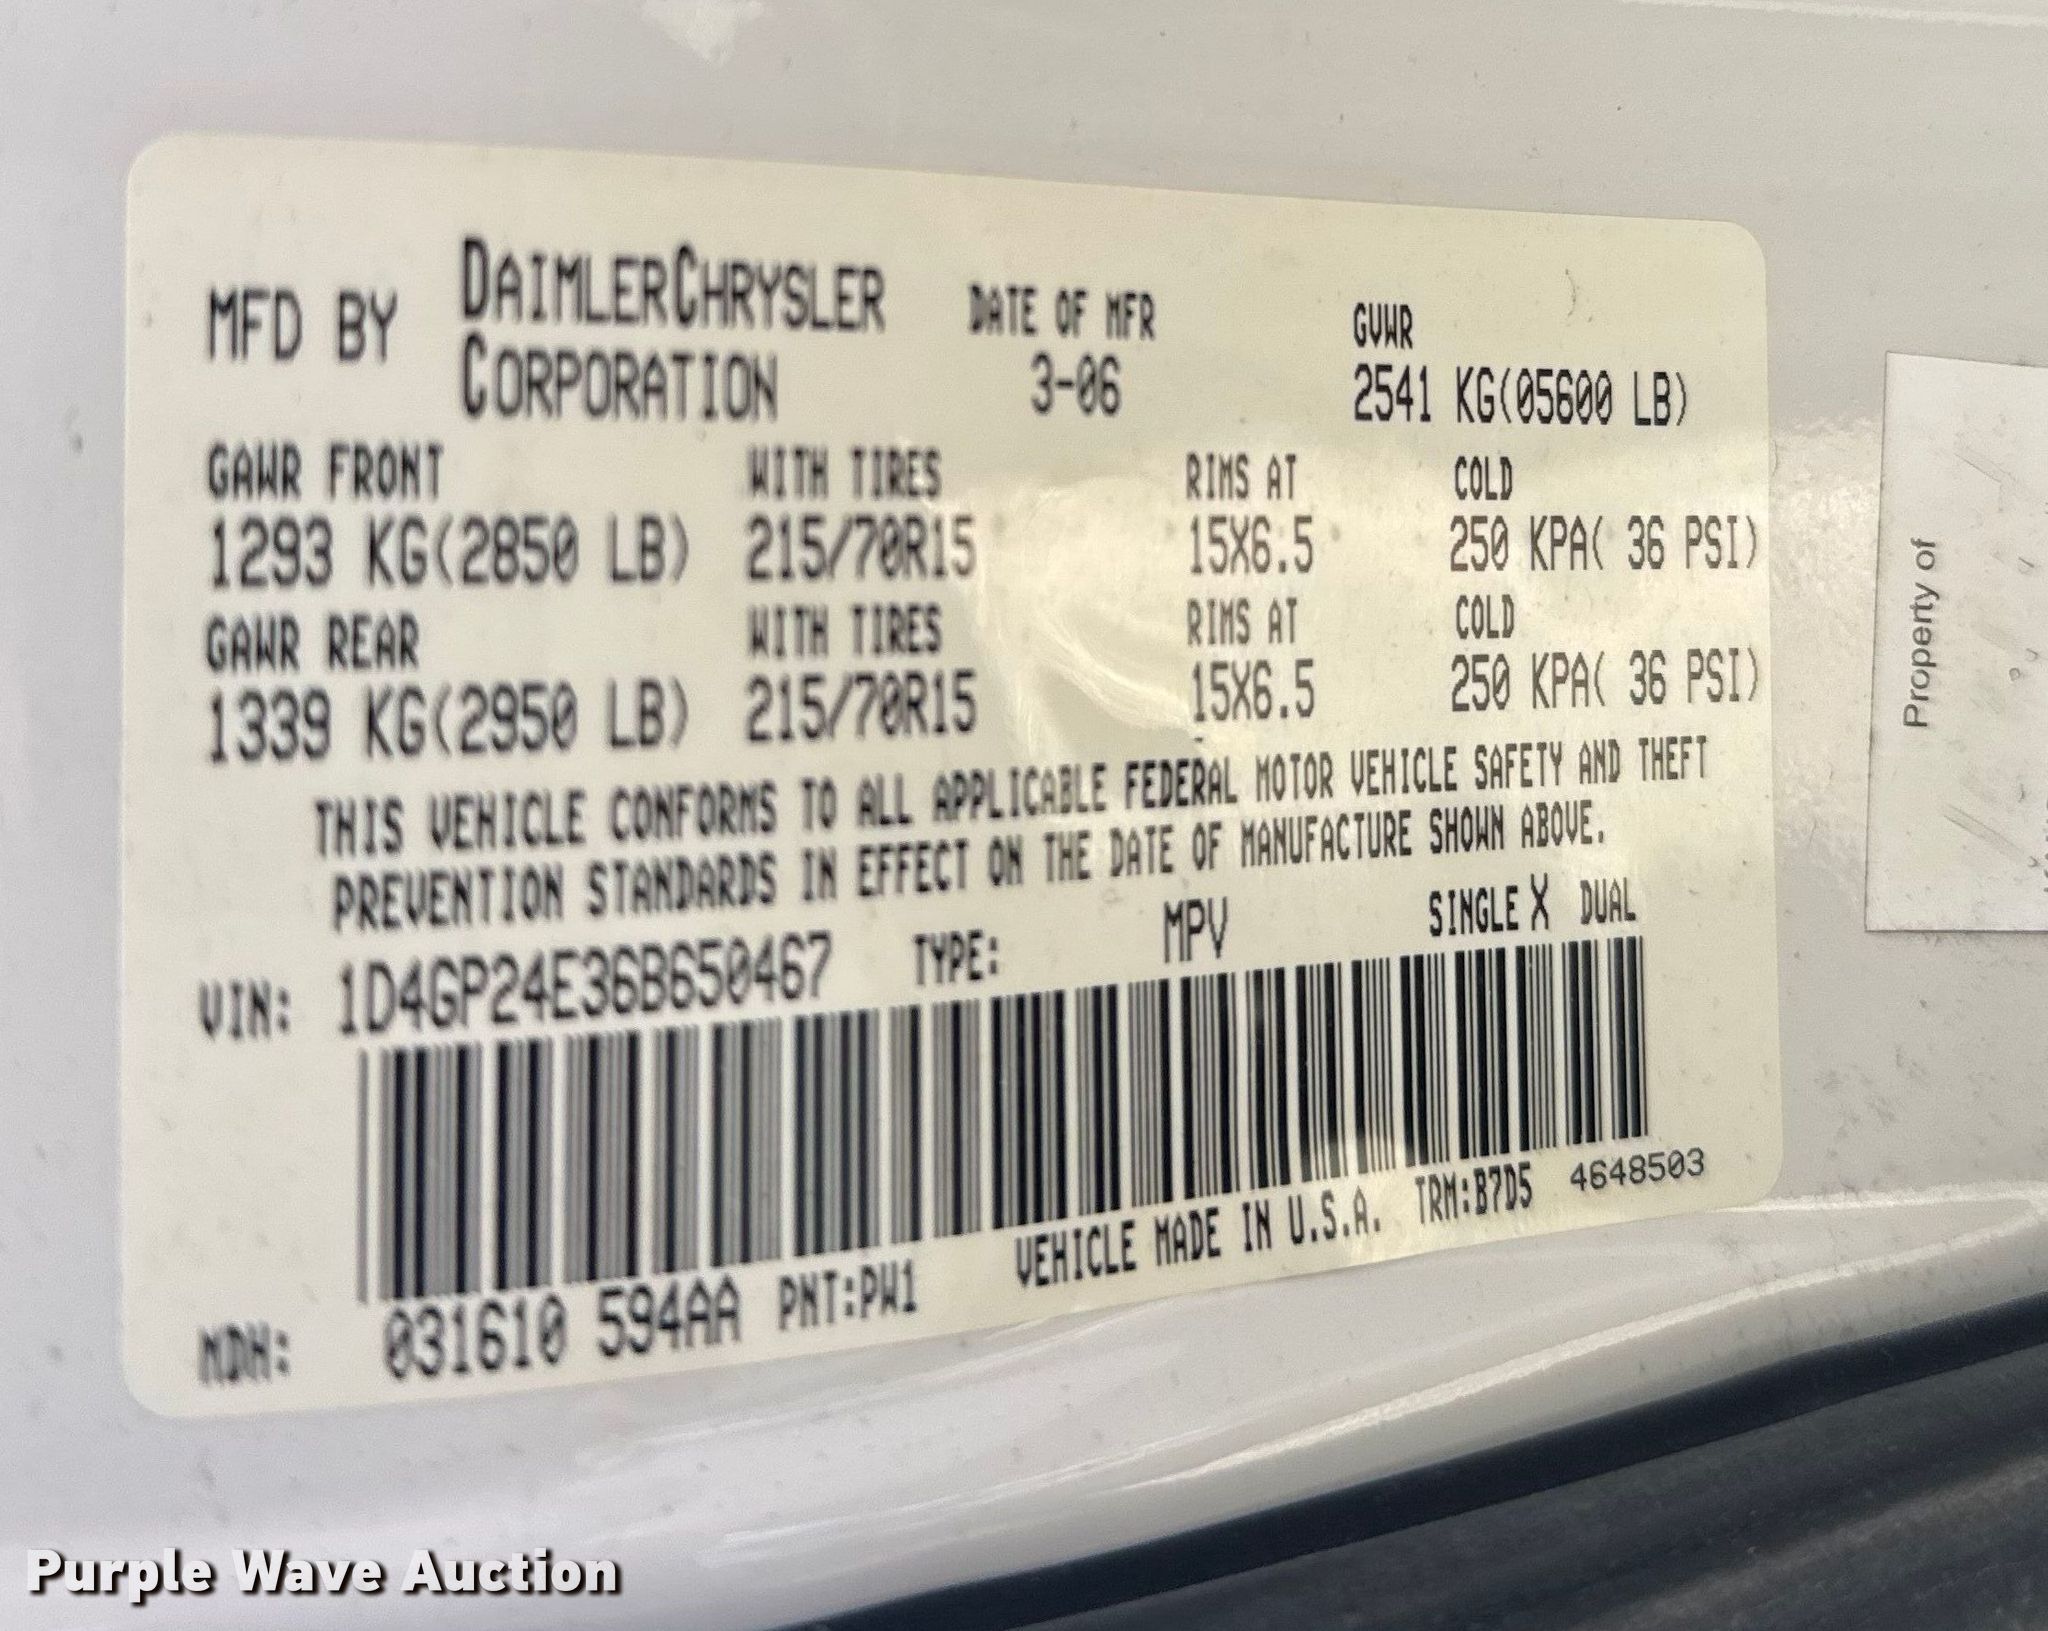 MFD BY DAIMLERCHRYSLER CORPORATION
DATE OF MFR
3-06
GVWR
2541 KG(05600 LB)
GAWR FRONT WITH TIRES RIMS AT COLD
1293 KG(2850 LB) 215/70R15 15X6.5 250 KPA( 36 PSI)
GAWR REAR WITH TIRES RIMS AT COLD
1339 KG(2950 LB) 215/70R15 15X6.5 250 KPA( 36 PSI)
THIS VEHICLE CONFORMS TO ALL APPLICABLE FEDERAL MOTOR VEHICLE SAFETY AND THEFT
PREVENTION STANDARDS IN EFFECT ON THE DATE OF MANUFACTURE SHOWN ABOVE.
VIN: 1D4GP24E36B650467 TYPE: MPV SINGLE X DUAL
MDH: 031610 594AA PNT:PW1 VEHICLE MADE IN U.S.A. TRM:B7D5 4648503
Property of
Purple Wave Auction